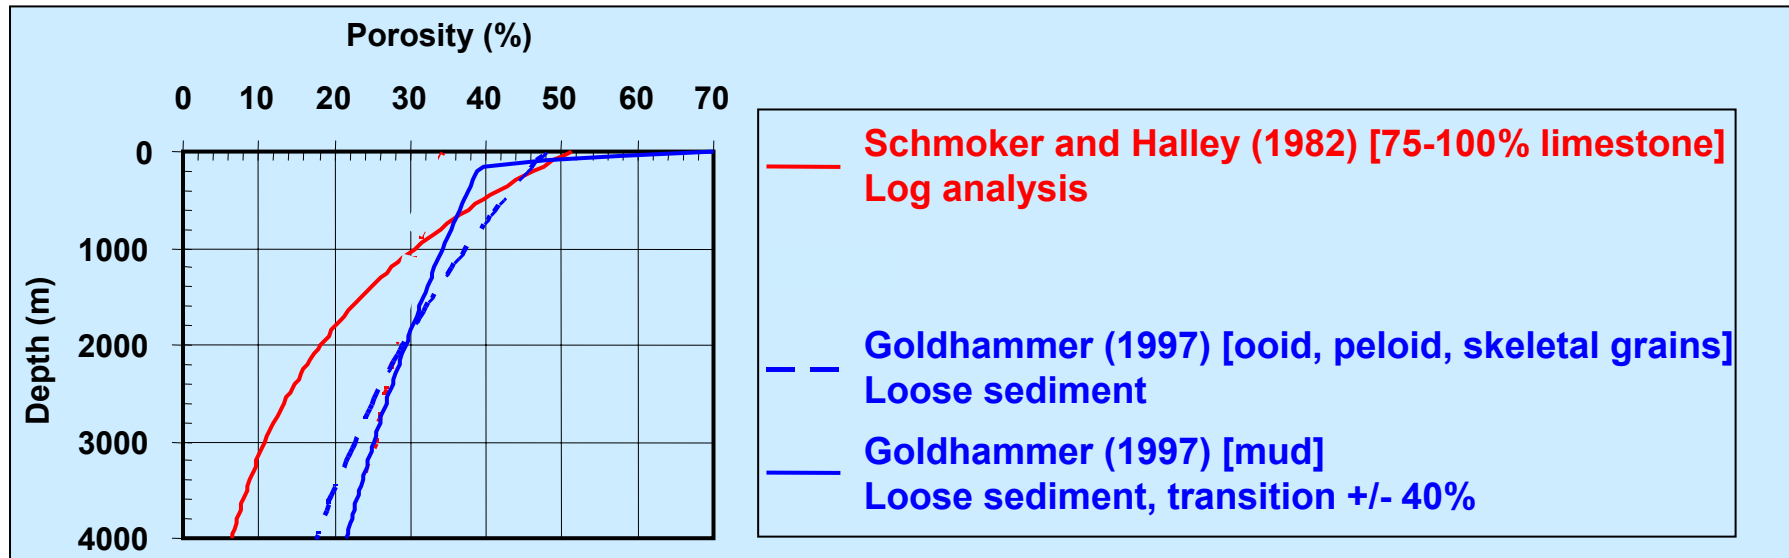 Porosity (%)
0 10 20 30 40 50 60 70
0
1000
2000
3000
4000
Depth (m)
Schmoker and Halley (1982) [75-100% limestone]
Log analysis
Goldhammer (1997) [ooid, peloid, skeletal grains]
Loose sediment
Goldhammer (1997) [mud]
Loose sediment, transition +/- 40%